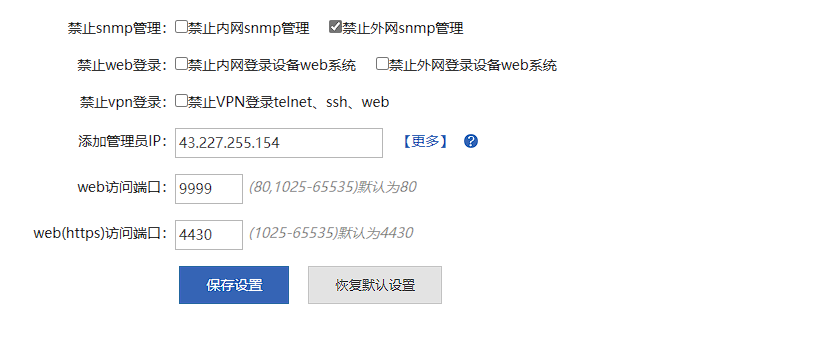 禁止snmp管理： 禁止内网snmp管理 禁止外网snmp管理
禁止web登录： 禁止内网登录设备web系统 禁止外网登录设备web系统
禁止vpn登录： 禁止VPN登录telnet、ssh、web
添加管理员IP： 43.227.255.154 【更多】 ?
web访问端口： 9999 (80,1025-65535)默认为80
web(https)访问端口： 4430 (1025-65535)默认为4430
保存设置 恢复默认设置